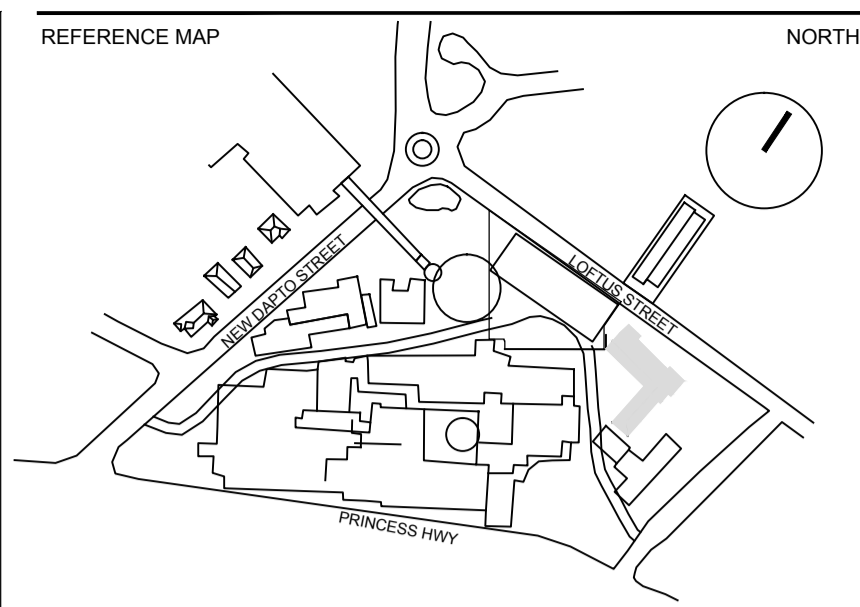 REFERENCE MAP
NORTH
NEW DAPTO STREET
LOFTUS STREET
PRINCESS HWY